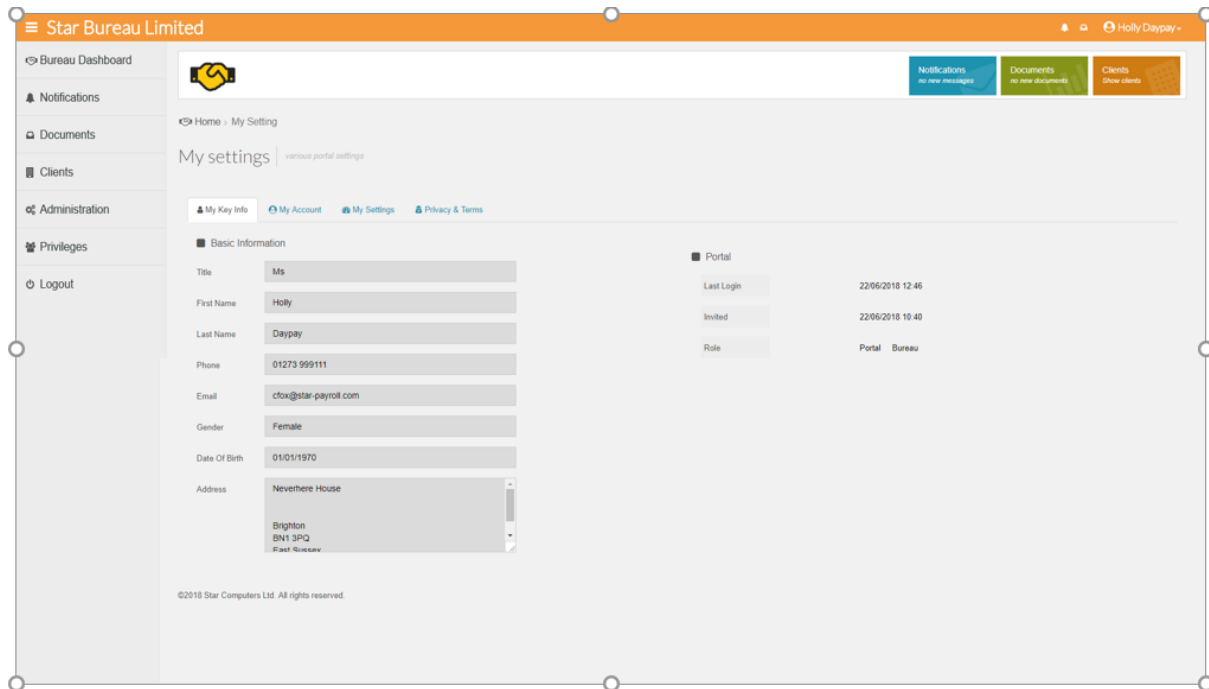 Star Bureau Limited
Holly Daypay
Bureau Dashboard
Notifications
Documents
Clients
Administration
Privileges
Logout
Notifications
no new messages
Documents
no new documents
Clients
Show clients
Home > My Setting
My settings
various portal settings
My Key Info
My Account
My Settings
Privacy & Terms
Basic Information
Title Ms
First Name Holly
Last Name Daypay
Phone 01273 999111
Email cfox@star-payroll.com
Gender Female
Date Of Birth 01/01/1970
Address Neverhere House
Brighton
BN1 3PQ
East Sussex
Portal
Last Login 22/06/2018 12:46
Invited 22/06/2018 10:40
Role Portal Bureau
©2018 Star Computers Ltd. All rights reserved.